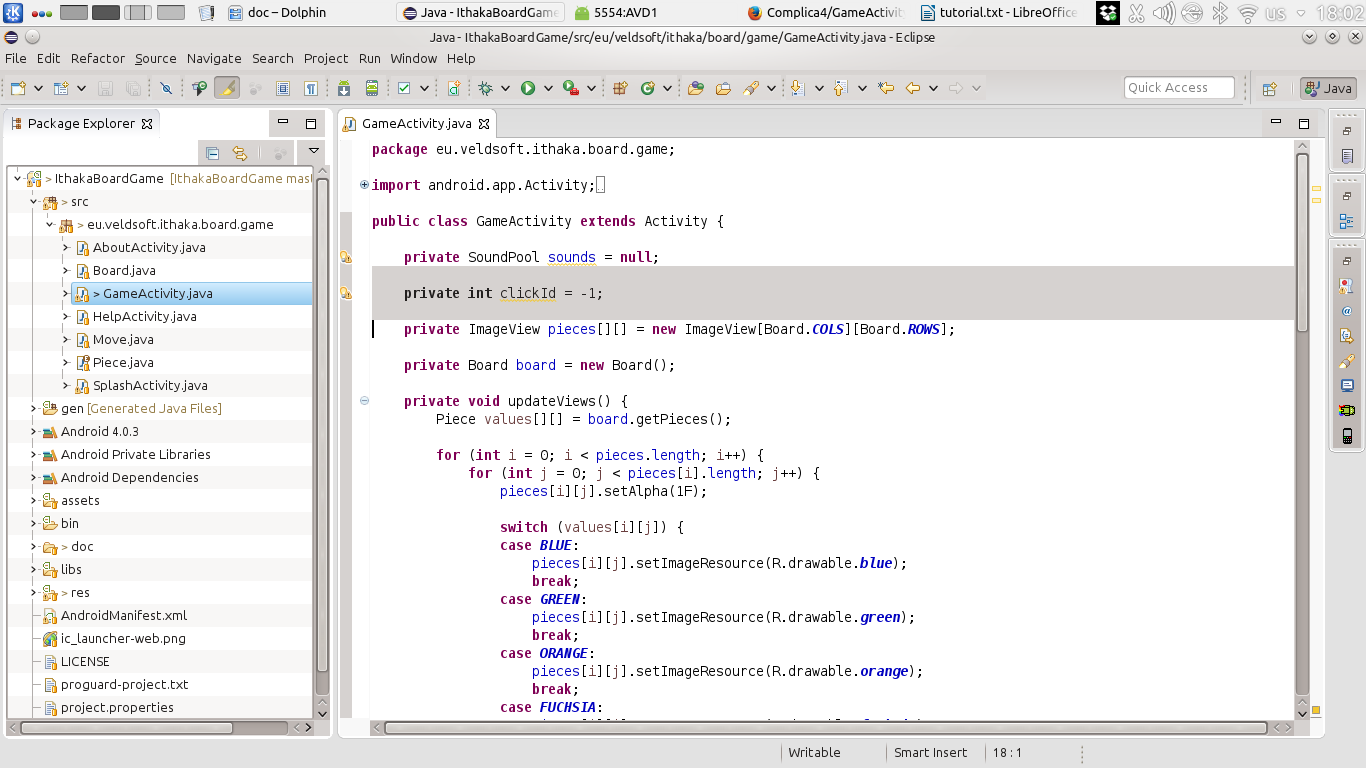 doc – Dolphin
Java - IthakaBoardGame
5554:AVD1
Complica4/GameActivity
tutorial.txt - LibreOffice
us
18:02
Java - IthakaBoardGame/src/eu/veldsoft/ithaka/board/game/GameActivity.java - Eclipse
File Edit Refactor Source Navigate Search Project Run Window Help
Quick Access
Java
Package Explorer
GameActivity.java
> IthakaBoardGame [IthakaBoardGame mast
> src
> eu.veldsoft.ithaka.board.game
AboutActivity.java
Board.java
> GameActivity.java
HelpActivity.java
Move.java
Piece.java
SplashActivity.java
gen [Generated Java Files]
Android 4.0.3
Android Private Libraries
Android Dependencies
assets
bin
> doc
libs
> res
AndroidManifest.xml
ic_launcher-web.png
LICENSE
proguard-project.txt
project.properties
package eu.veldsoft.ithaka.board.game;
import android.app.Activity;
public class GameActivity extends Activity {
private SoundPool sounds = null;
private int clickId = -1;
private ImageView pieces[][] = new ImageView[Board.COLS][Board.ROWS];
private Board board = new Board();
private void updateViews() {
Piece values[][] = board.getPieces();
for (int i = 0; i < pieces.length; i++) {
for (int j = 0; j < pieces[i].length; j++) {
pieces[i][j].setAlpha(1F);
switch (values[i][j]) {
case BLUE:
pieces[i][j].setImageResource(R.drawable.blue);
break;
case GREEN:
pieces[i][j].setImageResource(R.drawable.green);
break;
case ORANGE:
pieces[i][j].setImageResource(R.drawable.orange);
break;
case FUCHSIA:
Writable
Smart Insert
18 : 1